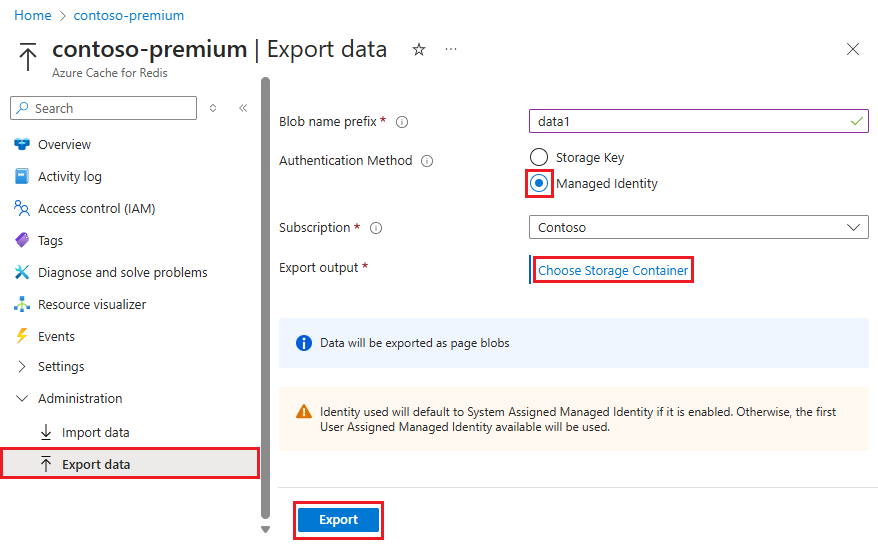 Home > contoso-premium
contoso-premium | Export data
Azure Cache for Redis
Search
Overview
Activity log
Access control (IAM)
Tags
Diagnose and solve problems
Resource visualizer
Events
Settings
Administration
Import data
Export data
Blob name prefix *
data1
Authentication Method
Storage Key
Managed Identity
Subscription *
Contoso
Export output *
Choose Storage Container
Data will be exported as page blobs
Identity used will default to System Assigned Managed Identity if it is enabled. Otherwise, the first
User Assigned Managed Identity available will be used.
Export